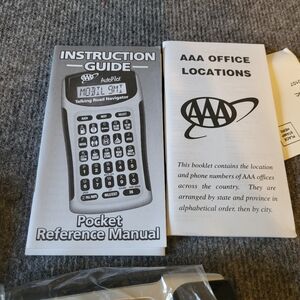 INSTRUCTION
GUIDE
AAA
AutoPilot
Talking Road Navigator
Pocket
Reference Manual
AAA OFFICE
LOCATIONS
AAA
This booklet contains the location
and phone numbers of AAA offices
across the country. They are
arranged by state and province in
alphabetical order, then by city.